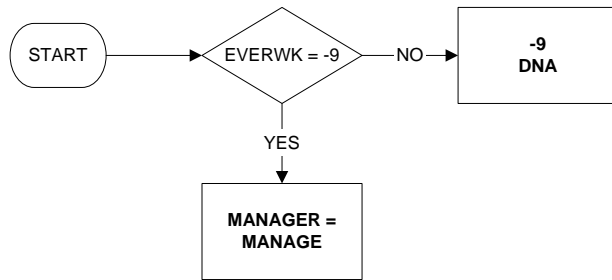 START
EVERWK = -9
NO
-9
DNA
YES
MANAGER =
MANAGE